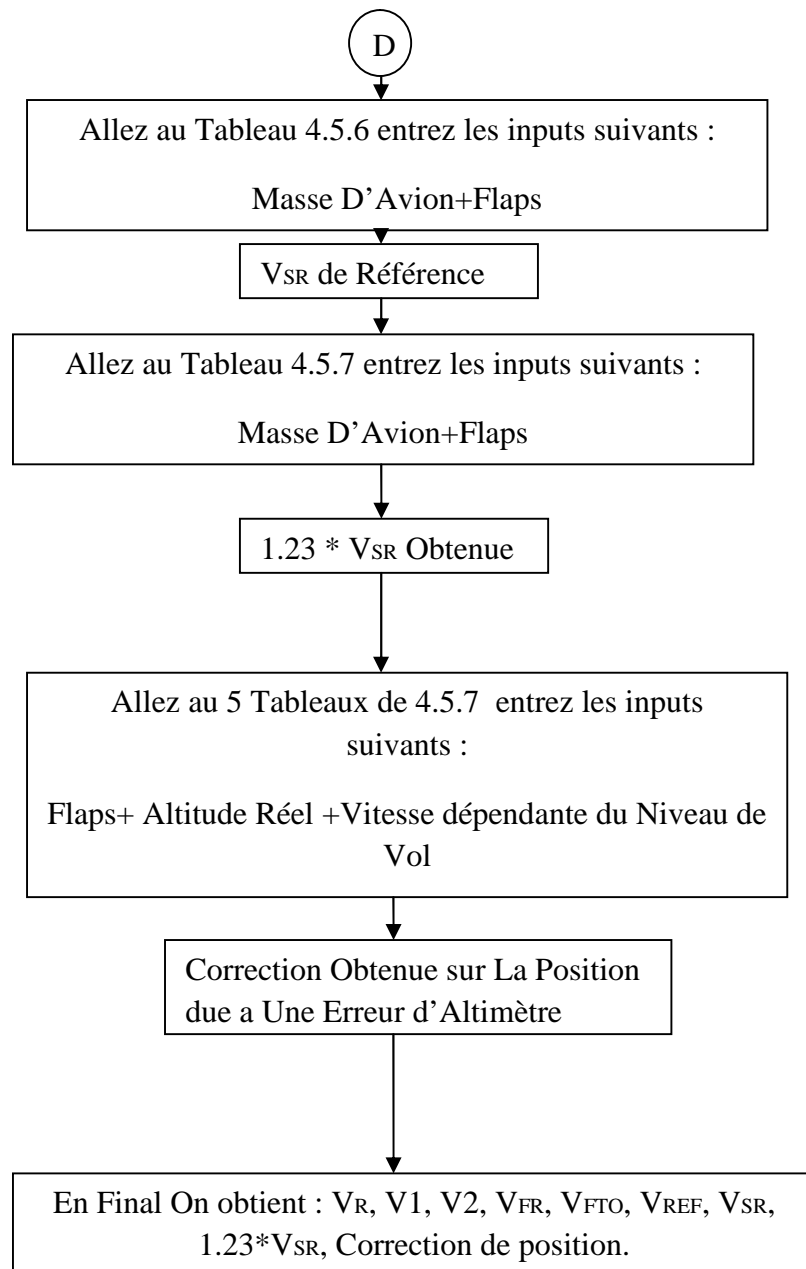 D
Allez au Tableau 4.5.6 entrez les inputs suivants :
Masse D’Avion+Flaps
VSR de Référence
Allez au Tableau 4.5.7 entrez les inputs suivants :
Masse D’Avion+Flaps
1.23 * VSR Obtenue
Allez au 5 Tableaux de 4.5.7 entrez les inputs
suivants :
Flaps+ Altitude Réel +Vitesse dépendante du Niveau de
Vol
Correction Obtenue sur La Position
due a Une Erreur d’Altimètre
En Final On obtient : VR, V1, V2, VFR, VFTO, VREF, VSR,
1.23*VSR, Correction de position.